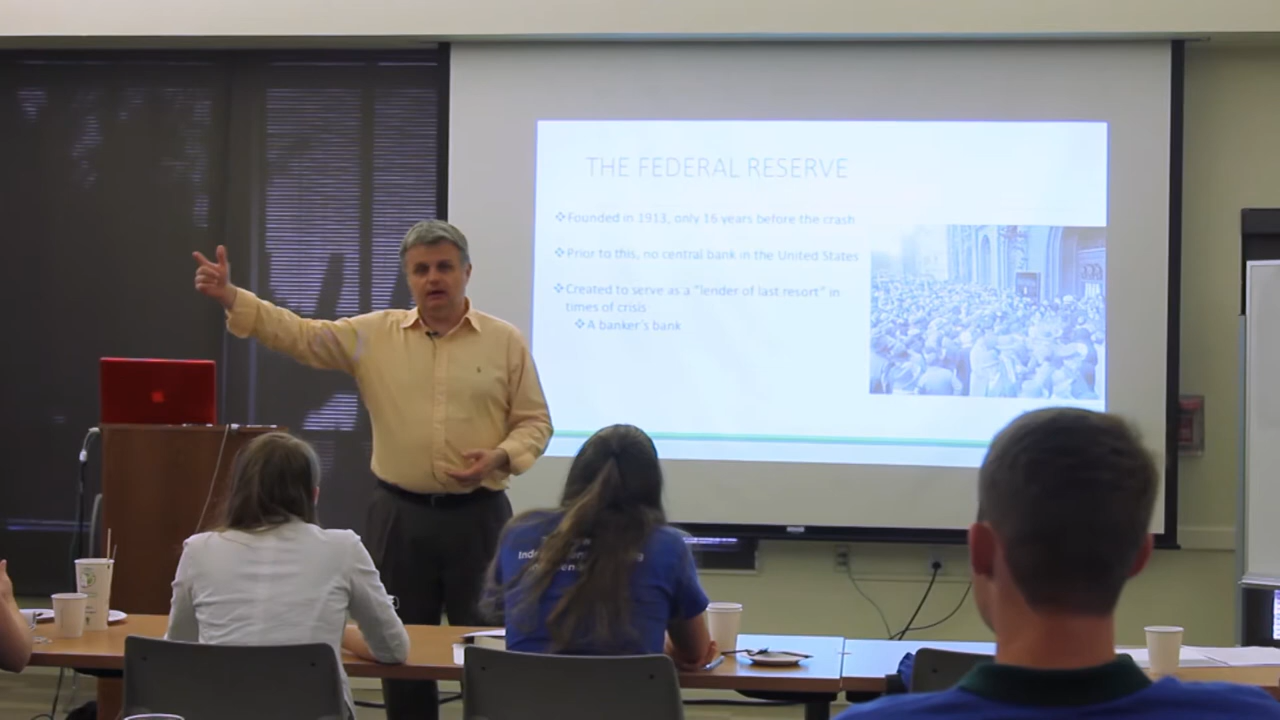 THE FEDERAL RESERVE
❖Founded in 1913, only 16 years before the crash
❖Prior to this, no central bank in the United States
❖Created to serve as a "lender of last resort" in
times of crisis
❖A banker's bank